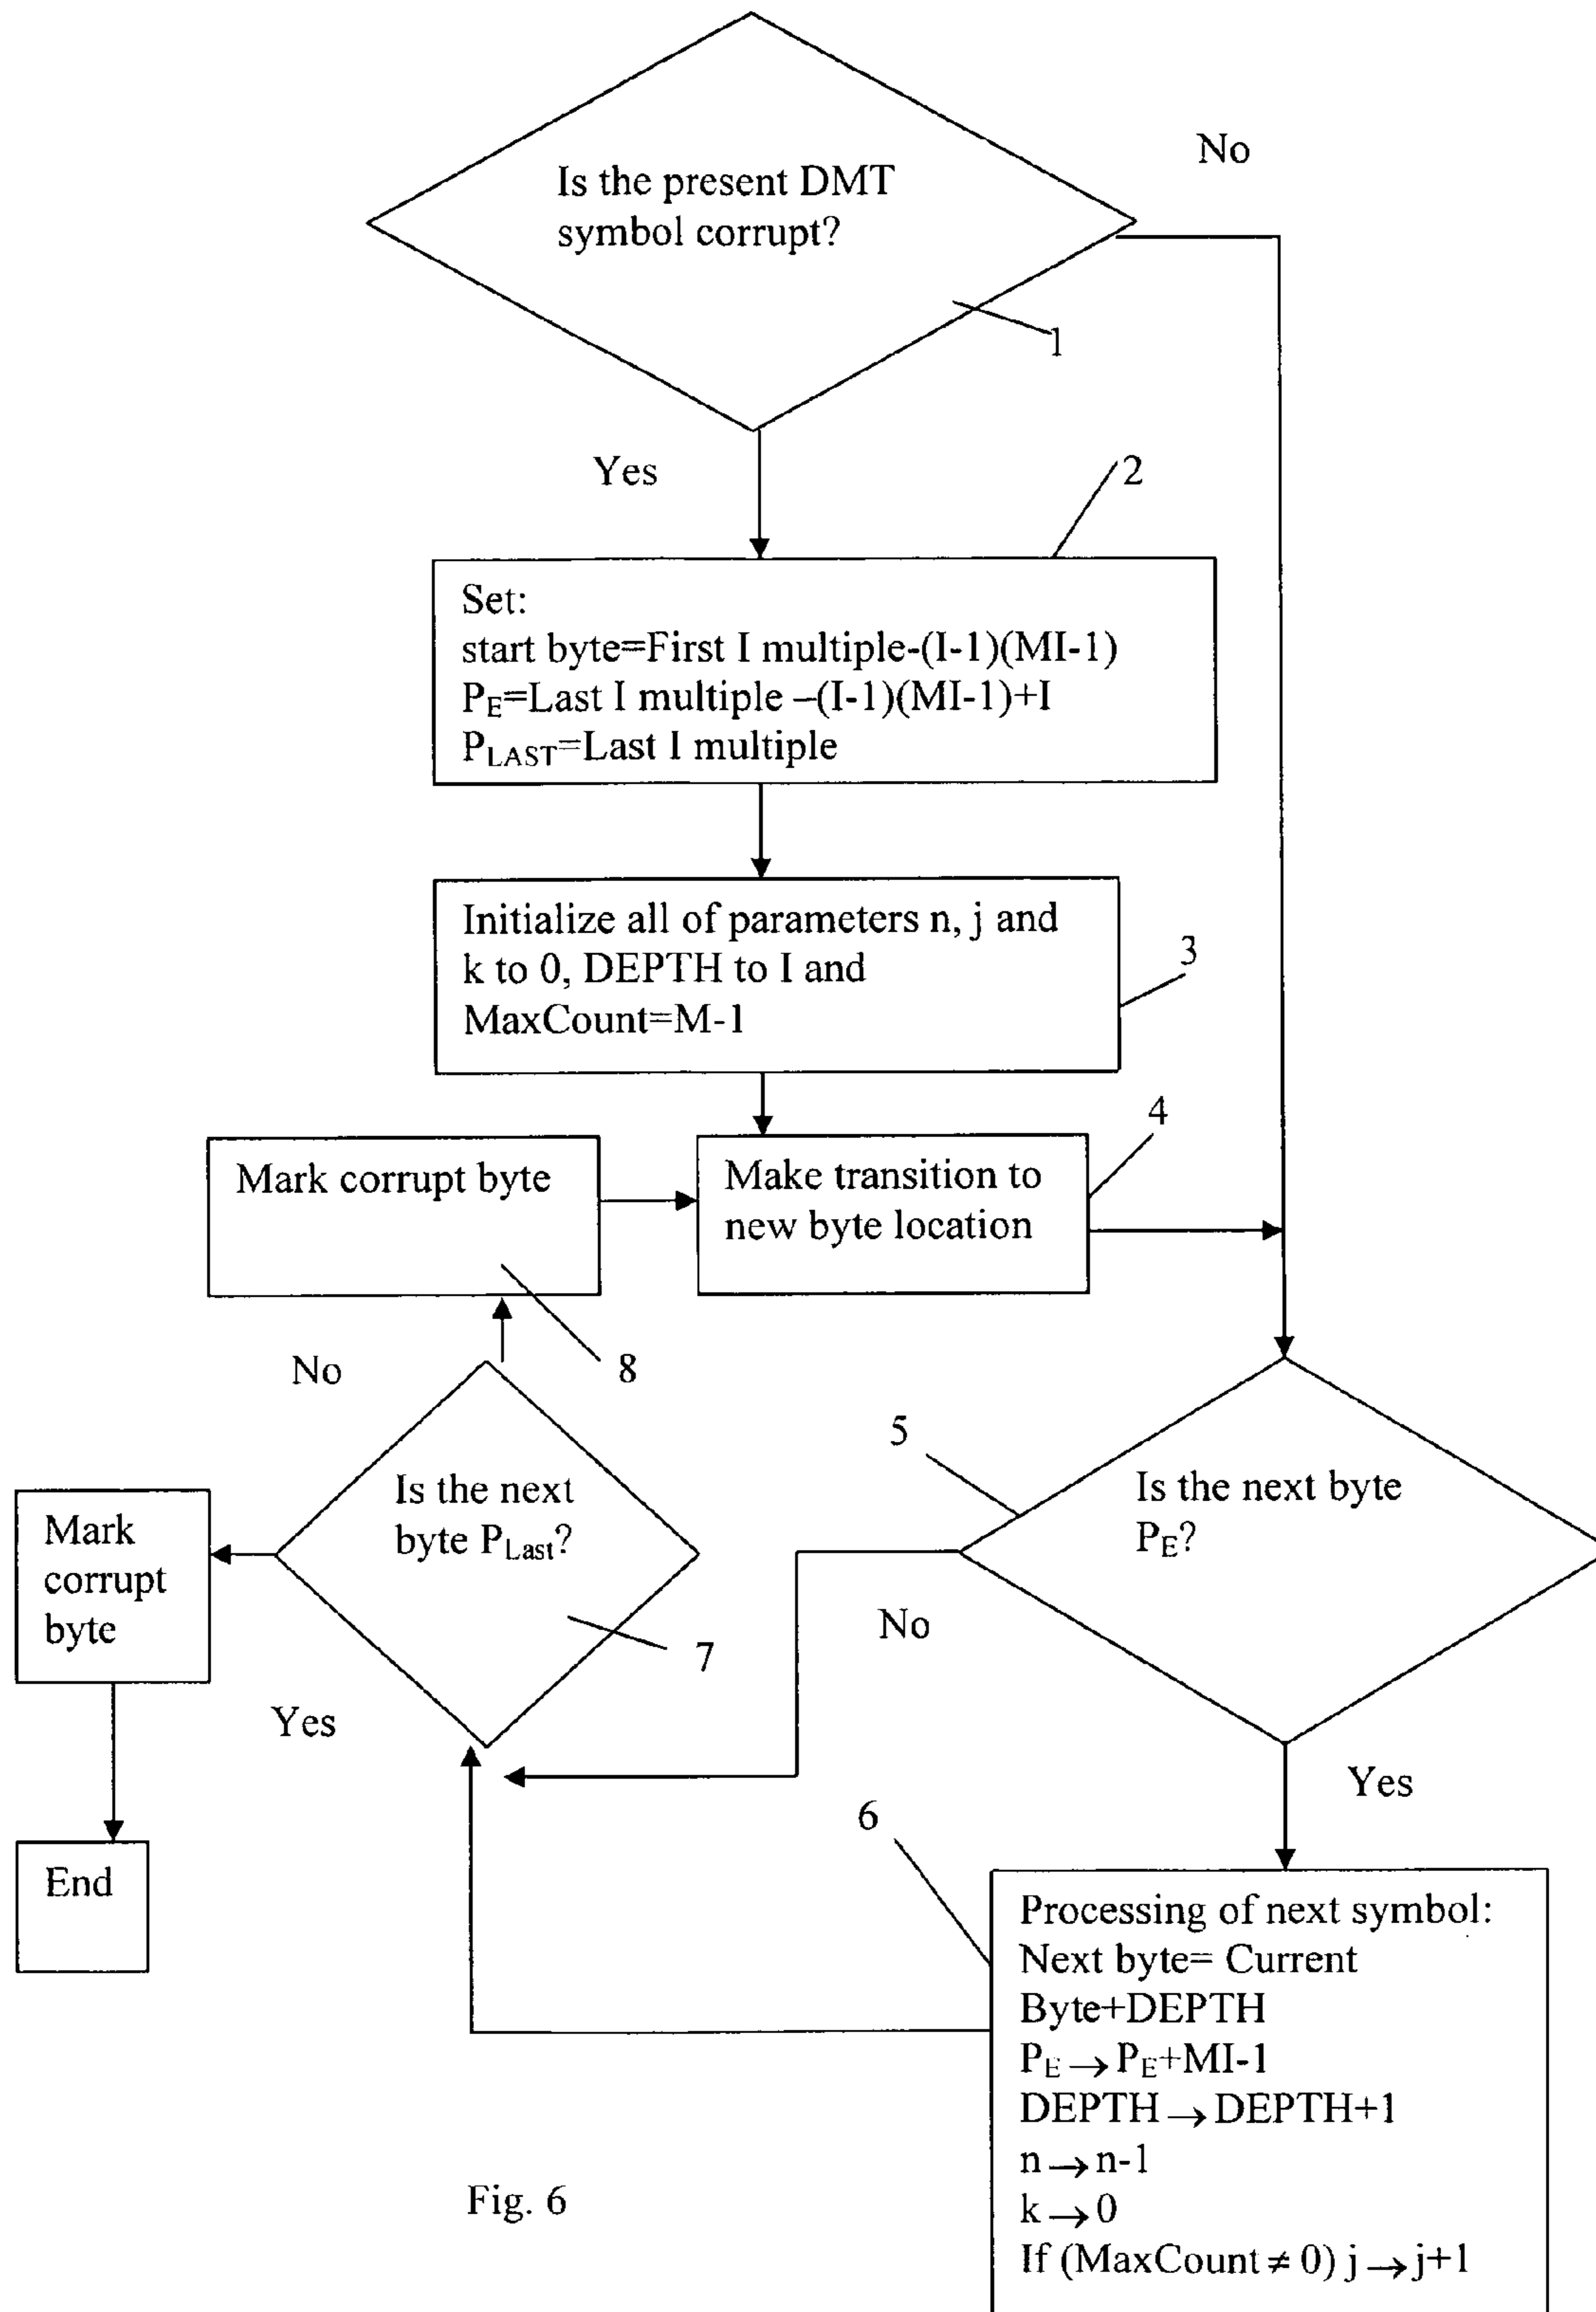 Is the present DMT
symbol corrupt?
No
1
Yes
2
Set:
start byte=First I multiple-(I-1)(MI-1)
PE=Last I multiple –(I-1)(MI-1)+I
PLAST=Last I multiple
Initialize all of parameters n, j and
k to 0, DEPTH to I and
MaxCount=M-1
3
4
Mark corrupt byte
Make transition to
new byte location
No
8
5
Is the next
byte PLast?
Is the next byte
PE?
Mark
corrupt
byte
No
7
Yes
Yes
6
End
Processing of next symbol:
Next byte= Current
Byte+DEPTH
PE→PE+MI-1
DEPTH→DEPTH+1
n→n-1
k→0
If (MaxCount ≠ 0) j→j+1
Fig. 6